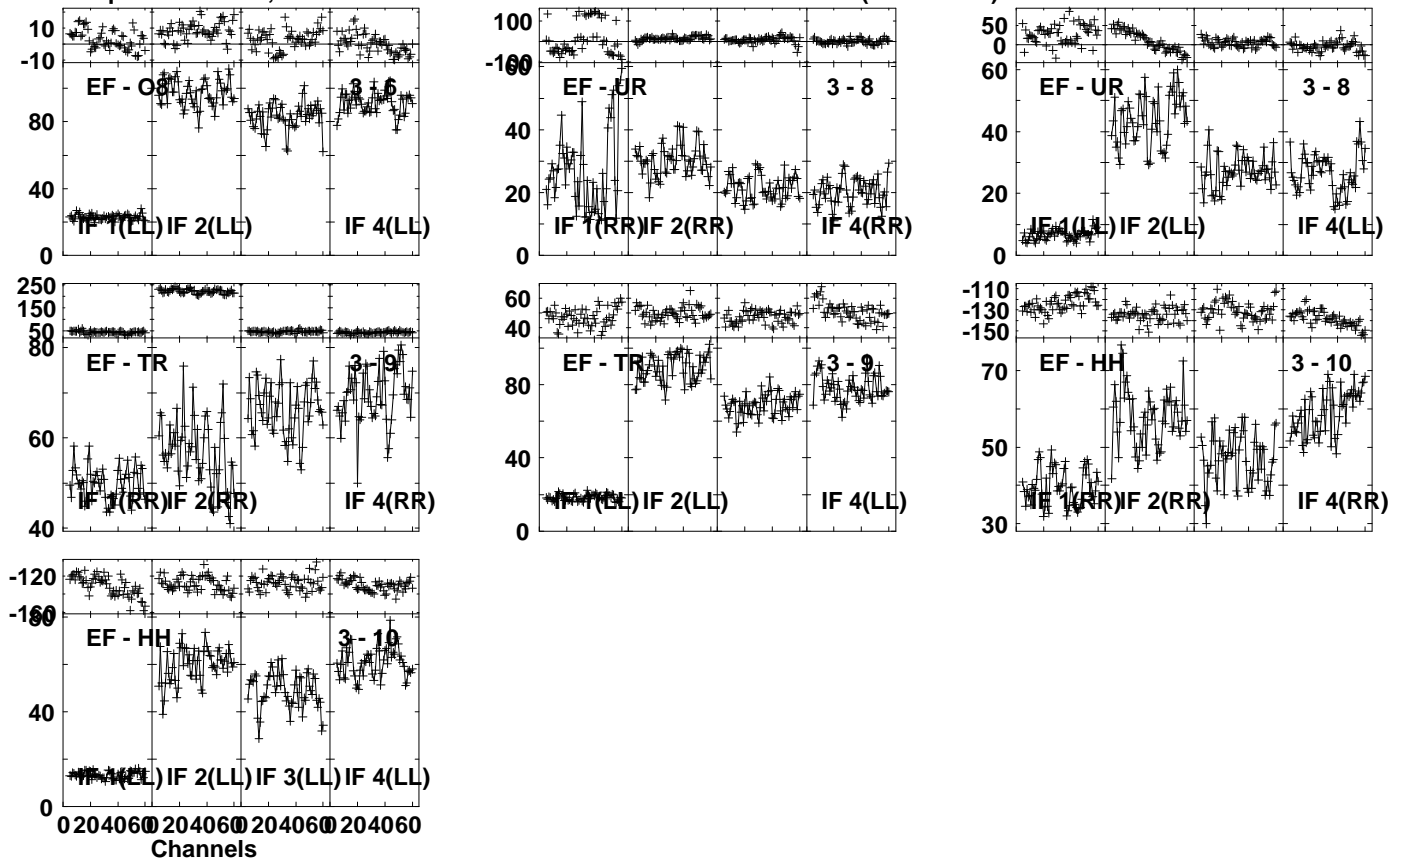 10
-10
EF - O8
3 - 6
80
40
0
IF 1(LL) IF 2(LL) IF 4(LL)
100
-100
60
EF - UR
3 - 8
40
20
0
IF 1(RR) IF 2(RR) IF 4(RR)
50
0
60
EF - UR
3 - 8
40
20
0
IF 1(LL) IF 2(LL) IF 4(LL)
250
150
50
80
EF - TR
3 - 9
60
40
IF 1(RR) IF 2(RR) IF 4(RR)
60
40
EF - TR
3 - 9
80
40
0
IF 1(LL) IF 2(LL) IF 4(LL)
-110
-130
-150
70
EF - HH
3 - 10
50
30
IF 1(RR) IF 2(RR) IF 4(RR)
-120
-160
80
EF - HH
3 - 10
40
0
IF 1(LL) IF 2(LL) IF 3(LL) IF 4(LL)
0 20 40 60 0 20 40 60 0 20 40 60 0 20 40 60
Channels